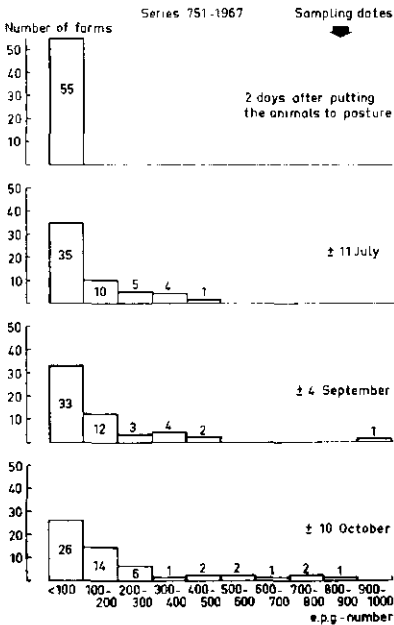 Series 751-1967 Sampling dates
Number of farms
50
40
30
20
10
55
2 days after putting
the animals to pasture
50
40
30
20
10
35 10 5 4 1
± 11 July
50
40
30
20
10
33 12 3 4 2 1
± 4 September
50
40
30
20
10
26 14 6 1 2 2 1 2 1
± 10 October
<100 100-200 200-300 300-400 400-500 500-600 600-700 700-800 800-900 900-1000
e.p.g-number